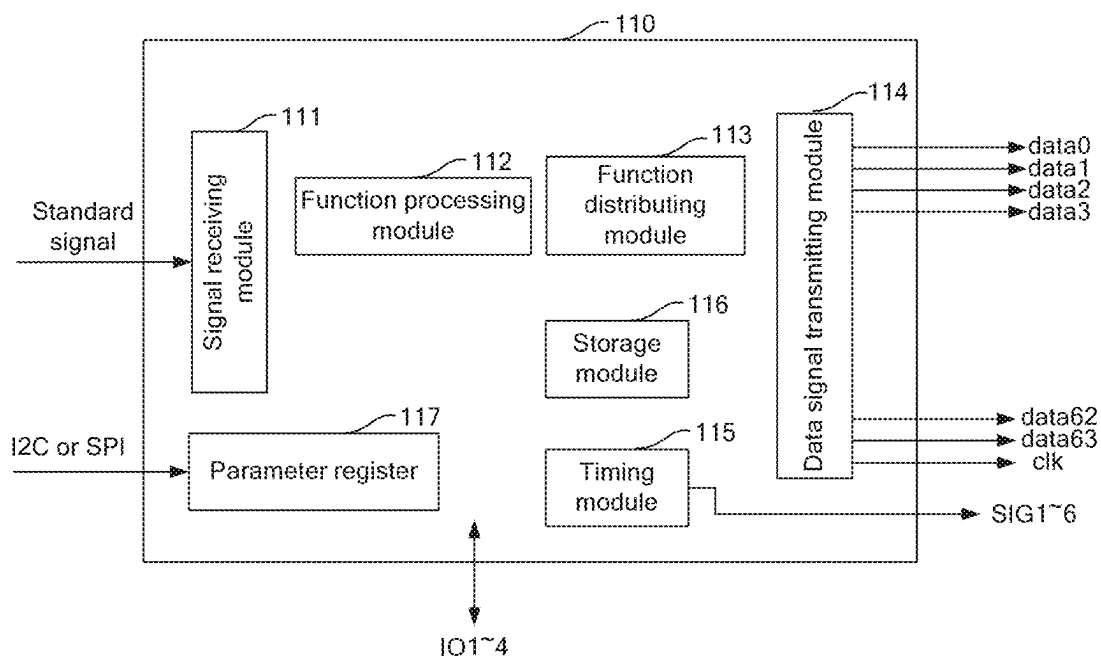 110
111
Signal receiving
module
112
Function processing
module
113
Function
distributing
module
114
Data signal transmitting module
data0
data1
data2
data3
Standard
signal
116
Storage
module
data62
data63
clk
I2C or SPI
117
Parameter register
115
Timing
module
SIG1~6
IO1~4